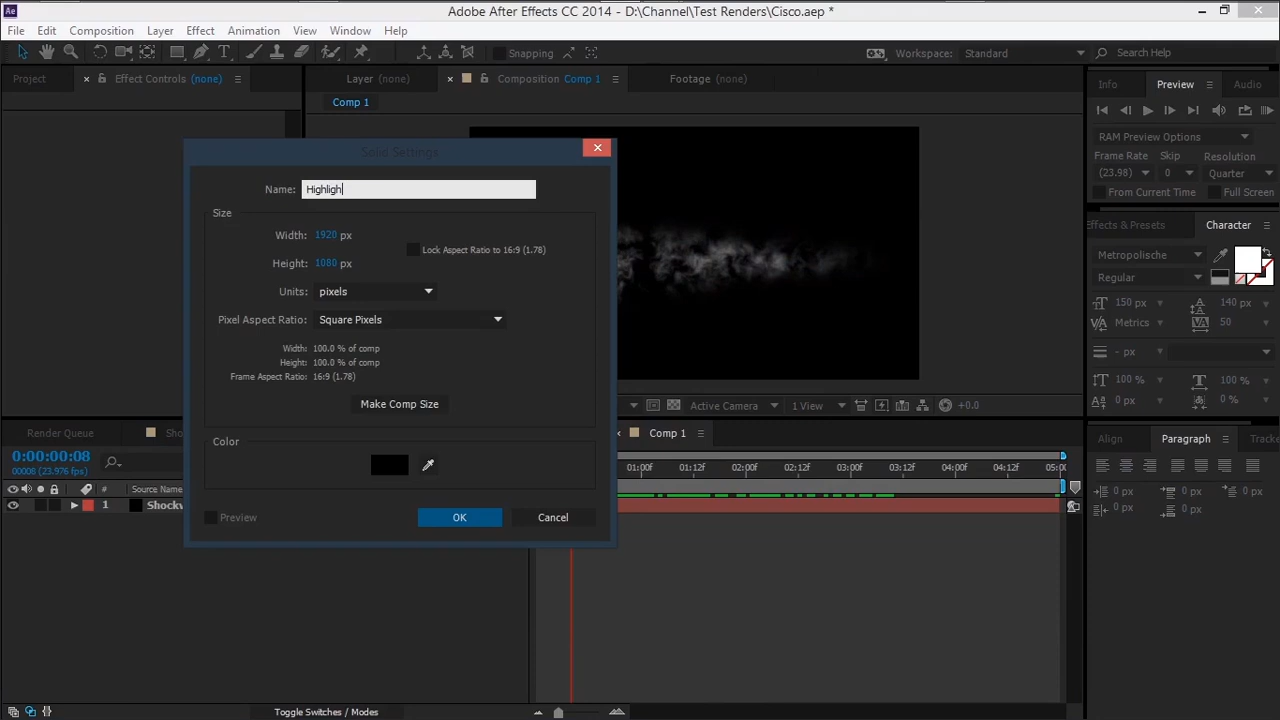 Ae
Adobe After Effects CC 2014 - D:\Channel\Test Renders\Cisco.aep *
File Edit Composition Layer Effect Animation View Window Help
Snapping
Workspace: Standard
Search Help
Project
Effect Controls (none)
Layer (none)
Composition Comp 1
Footage (none)
Info
Preview
Audio
Comp 1
RAM Preview Options
Frame Rate Skip Resolution
(23.98) 0 Quarter
From Current Time Full Screen
Effects & Presets
Character
Metropolische
Regular
150 px 140 px
Metrics 50
- px
100 % 100 %
0 px 0 %
Solid Settings
Name: Highligh
Size
Width: 1920 px
Lock Aspect Ratio to 16:9 (1.78)
Height: 1080 px
Units: pixels
Pixel Aspect Ratio: Square Pixels
Width: 100.0 % of comp
Height: 100.0 % of comp
Frame Aspect Ratio: 16:9 (1.78)
Make Comp Size
Color
Preview
OK
Cancel
Active Camera
1 View
+0.0
Render Queue
Comp 1
Align
Paragraph
0:00:00:08
00008 (23.976 fps)
01:00f 01:12f 02:00f 02:12f 03:00f 03:12f 04:00f 04:12f
Source Name
1
0 px 0 px 0 px
0 px 0 px
Toggle Switches / Modes